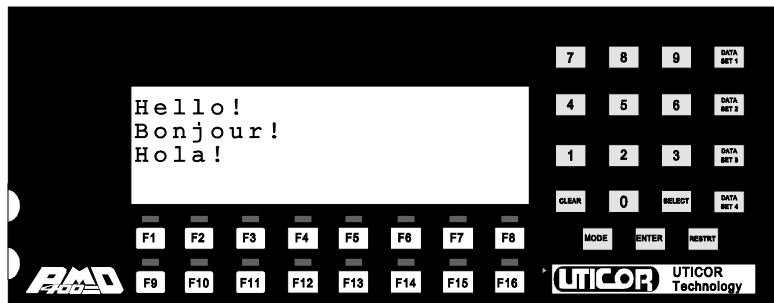 Hello!
Bonjour!
Hola!
7 8 9 DATA SET 1
4 5 6 DATA SET 2
1 2 3 DATA SET 3
CLEAR 0 SELECT DATA SET 4
MODE ENTER RESTRT
F1 F2 F3 F4 F5 F6 F7 F8
F9 F10 F11 F12 F13 F14 F15 F16
PMD
400
UTICOR
UTICOR
Technology